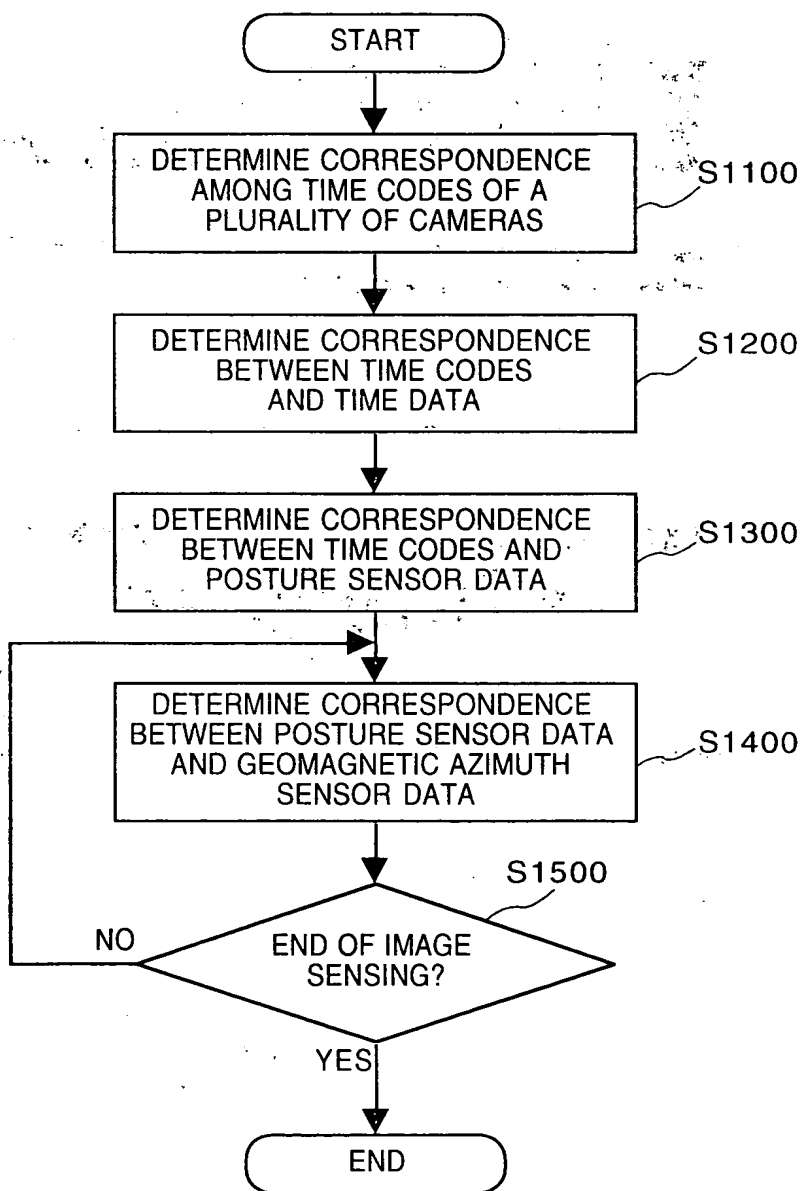 START
DETERMINE CORRESPONDENCE
AMONG TIME CODES OF A
PLURALITY OF CAMERAS
S1100
DETERMINE CORRESPONDENCE
BETWEEN TIME CODES
AND TIME DATA
S1200
DETERMINE CORRESPONDENCE
BETWEEN TIME CODES AND
POSTURE SENSOR DATA
S1300
DETERMINE CORRESPONDENCE
BETWEEN POSTURE SENSOR DATA
AND GEOMAGNETIC AZIMUTH
SENSOR DATA
S1400
S1500
NO
END OF IMAGE
SENSING?
YES
END